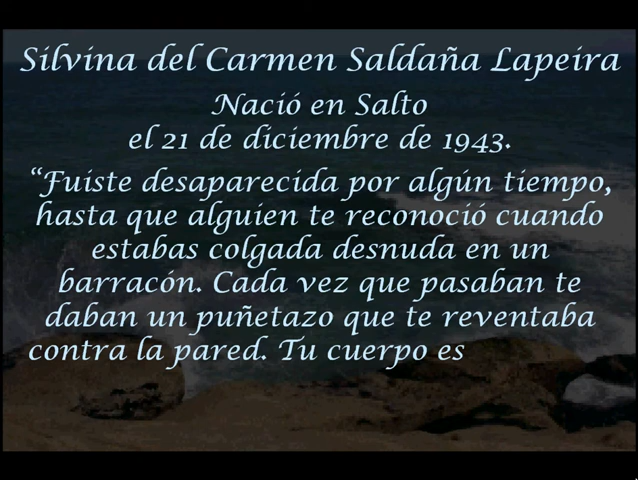 Silvina del Carmen Saldaña Lapeira
Nació en Salto
el 21 de diciembre de 1943.
“Fuiste desaparecida por algún tiempo,
hasta que alguien te reconoció cuando
estabas colgada desnuda en un
barracón. Cada vez que pasaban te
daban un puñetazo que te reventaba
contra la pared. Tu cuerpo es